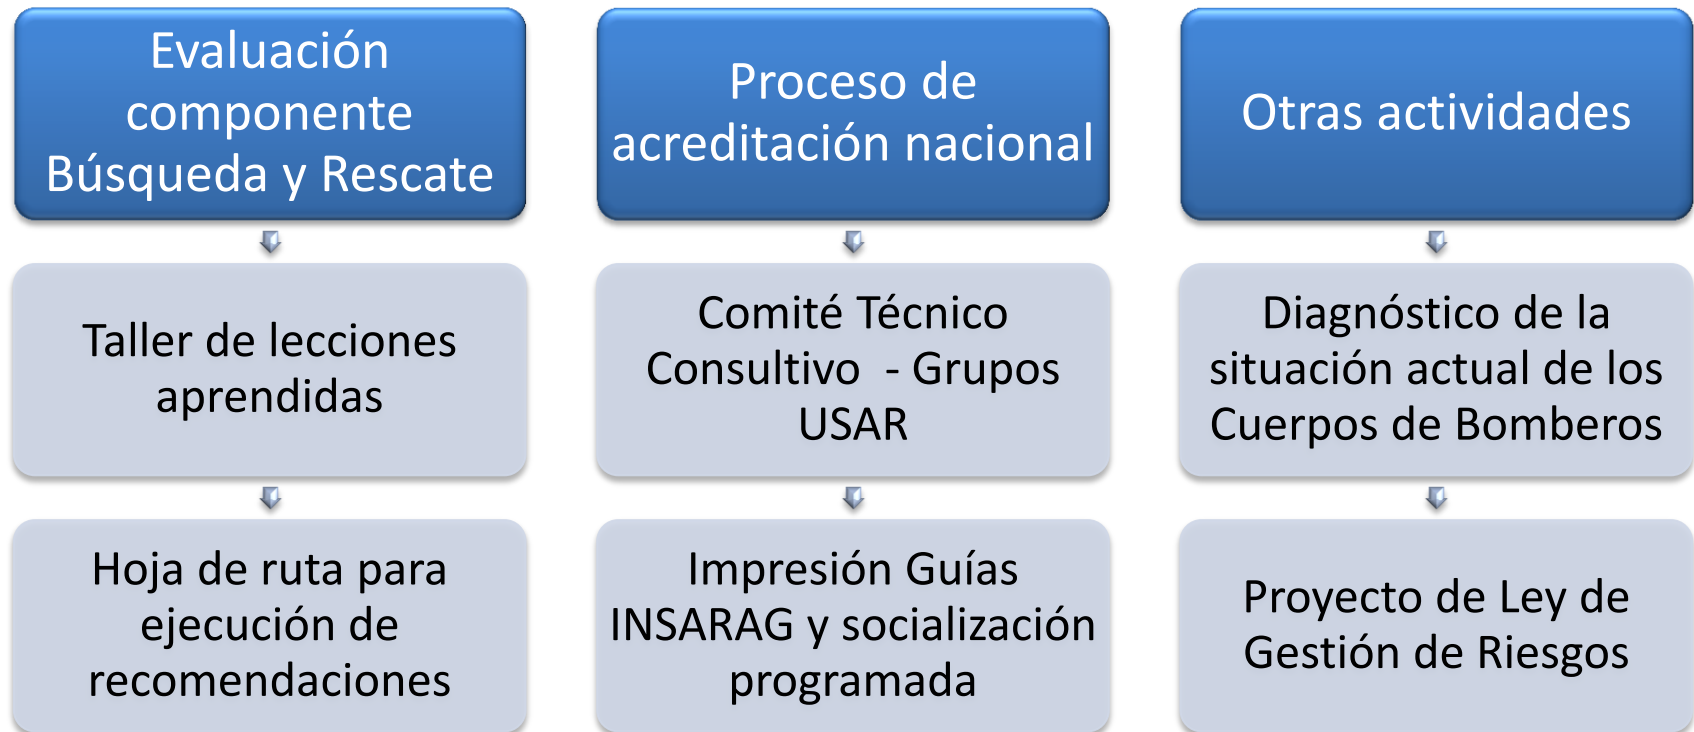 Evaluación
componente
Búsqueda y Rescate
Taller de lecciones
aprendidas
Hoja de ruta para
ejecución de
recomendaciones
Proceso de
acreditación nacional
Comité Técnico
Consultivo  - Grupos
USAR
Impresión Guías
INSARAG y socialización
programada
Otras actividades
Diagnóstico de la
situación actual de los
Cuerpos de Bomberos
Proyecto de Ley de
Gestión de Riesgos